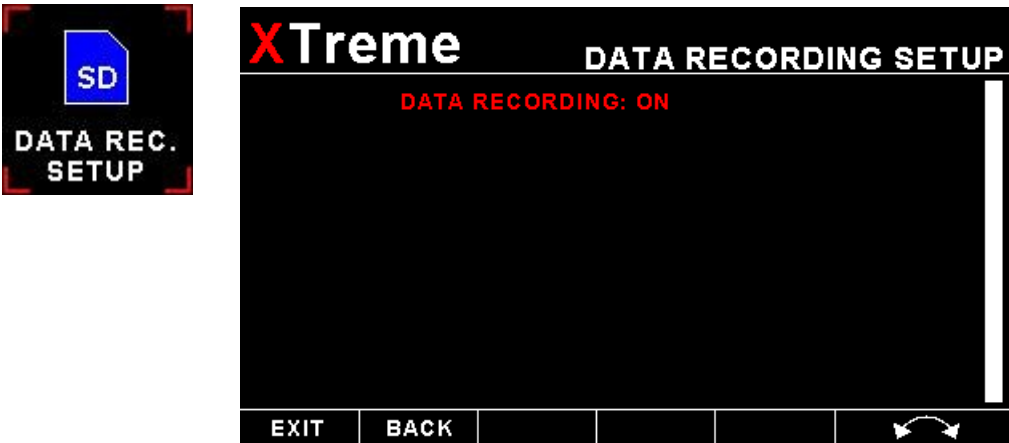 SD
DATA REC.
SETUP
XTreme
DATA RECORDING SETUP
DATA RECORDING: ON
EXIT BACK